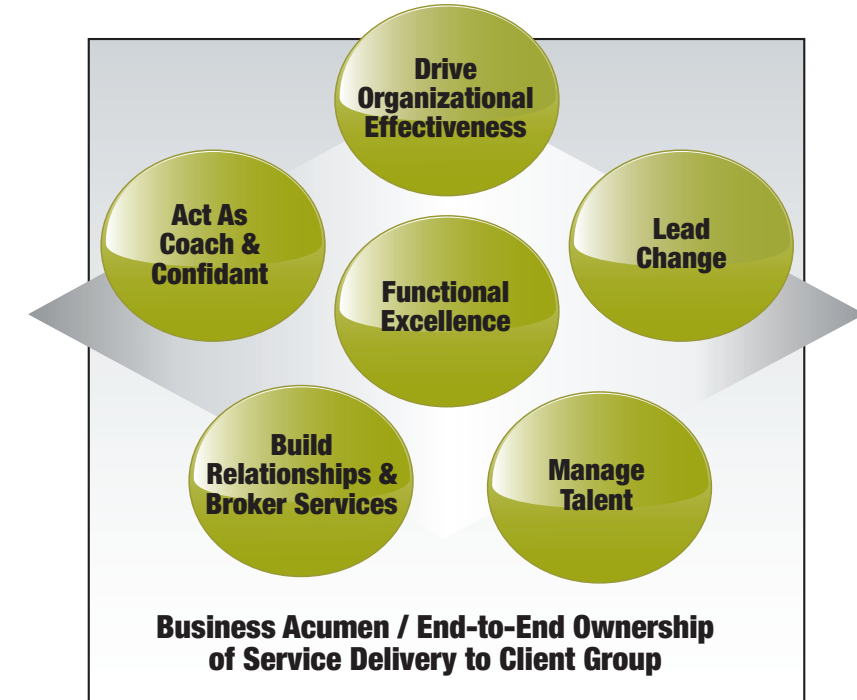 Drive
Organizational
Effectiveness
Act As
Coach &
Confidant
Lead
Change
Functional
Excellence
Build
Relationships &
Broker Services
Manage
Talent
Business Acumen / End-to-End Ownership
of Service Delivery to Client Group